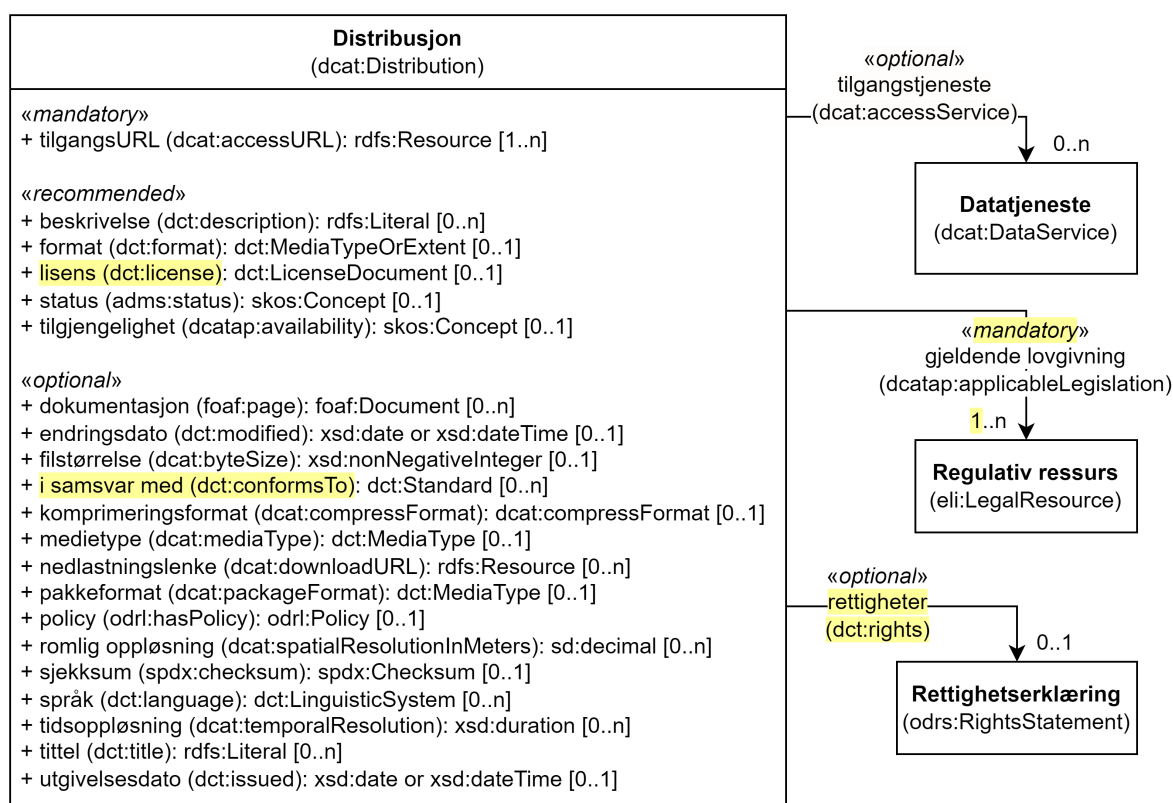 Distribusjon
(dcat:Distribution)
«mandatory»
+ tilgangsURL (dcat:accessURL): rdfs:Resource [1..n]
«recommended»
+ beskrivelse (dct:description): rdfs:Literal [0..n]
+ format (dct:format): dct:MediaTypeOrExtent [0..1]
+ lisens (dct:license): dct:LicenseDocument [0..1]
+ status (adms:status): skos:Concept [0..1]
+ tilgjengelighet (dcatap:availability): skos:Concept [0..1]
«optional»
+ dokumentasjon (foaf:page): foaf:Document [0..n]
+ endringsdato (dct:modified): xsd:date or xsd:dateTime [0..1]
+ filstørrelse (dcat:byteSize): xsd:nonNegativeInteger [0..1]
+ i samsvar med (dct:conformsTo): dct:Standard [0..n]
+ komprimeringsformat (dcat:compressFormat): dcat:compressFormat [0..1]
+ medietype (dcat:mediaType): dct:MediaType [0..1]
+ nedlastningslenke (dcat:downloadURL): rdfs:Resource [0..n]
+ pakkeformat (dcat:packageFormat): dct:MediaType [0..1]
+ policy (odrl:hasPolicy): odrl:Policy [0..1]
+ romlig oppløsning (dcat:spatialResolutionInMeters): sd:decimal [0..n]
+ sjekksum (spdx:checksum): spdx:Checksum [0..1]
+ språk (dct:language): dct:LinguisticSystem [0..n]
+ tidsoppløsning (dcat:temporalResolution): xsd:duration [0..n]
+ tittel (dct:title): rdfs:Literal [0..n]
+ utgivelsesdato (dct:issued): xsd:date or xsd:dateTime [0..1]
«optional»
tilgangstjeneste
(dcat:accessService)
0..n
Datatjeneste
(dcat:DataService)
«mandatory»
gjeldende lovgivning
(dcatap:applicableLegislation)
1..n
Regulativ ressurs
(eli:LegalResource)
«optional»
rettigheter
(dct:rights)
0..1
Rettighetserklæring
(odrs:RightsStatement)